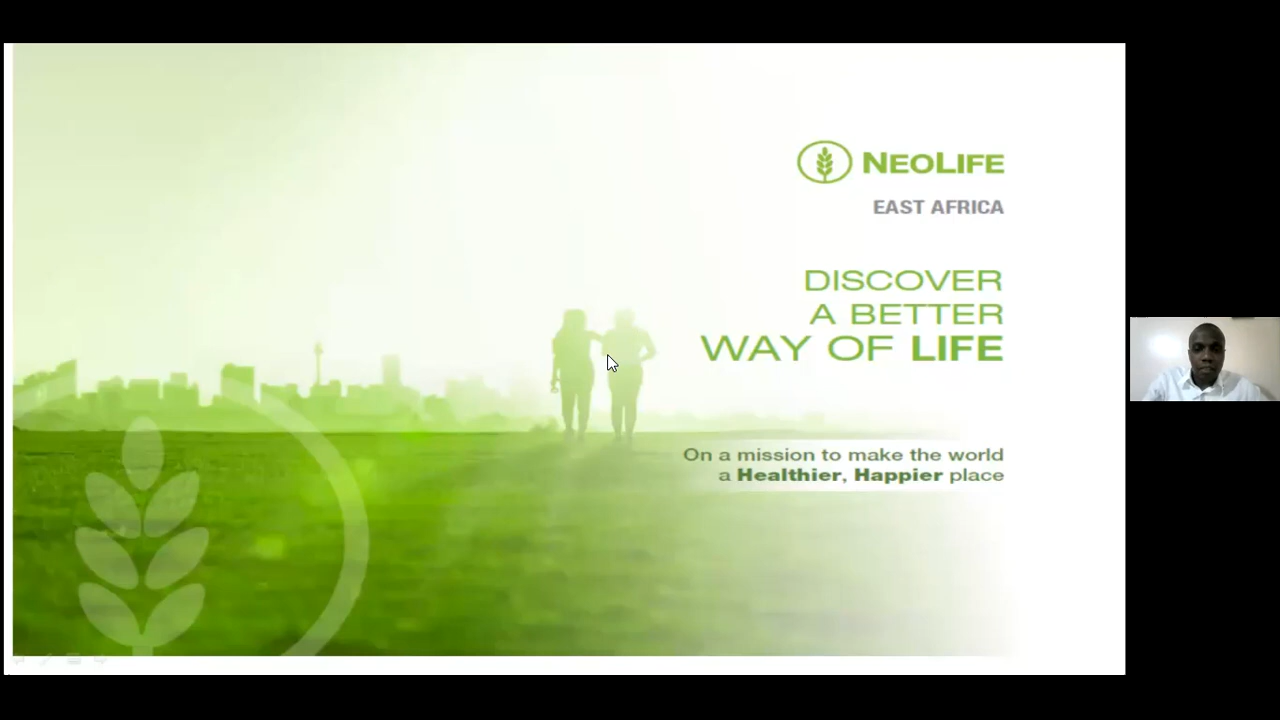 NEOLIFE
EAST AFRICA
DISCOVER
A BETTER
WAY OF LIFE
On a mission to make the world
a Healthier, Happier place